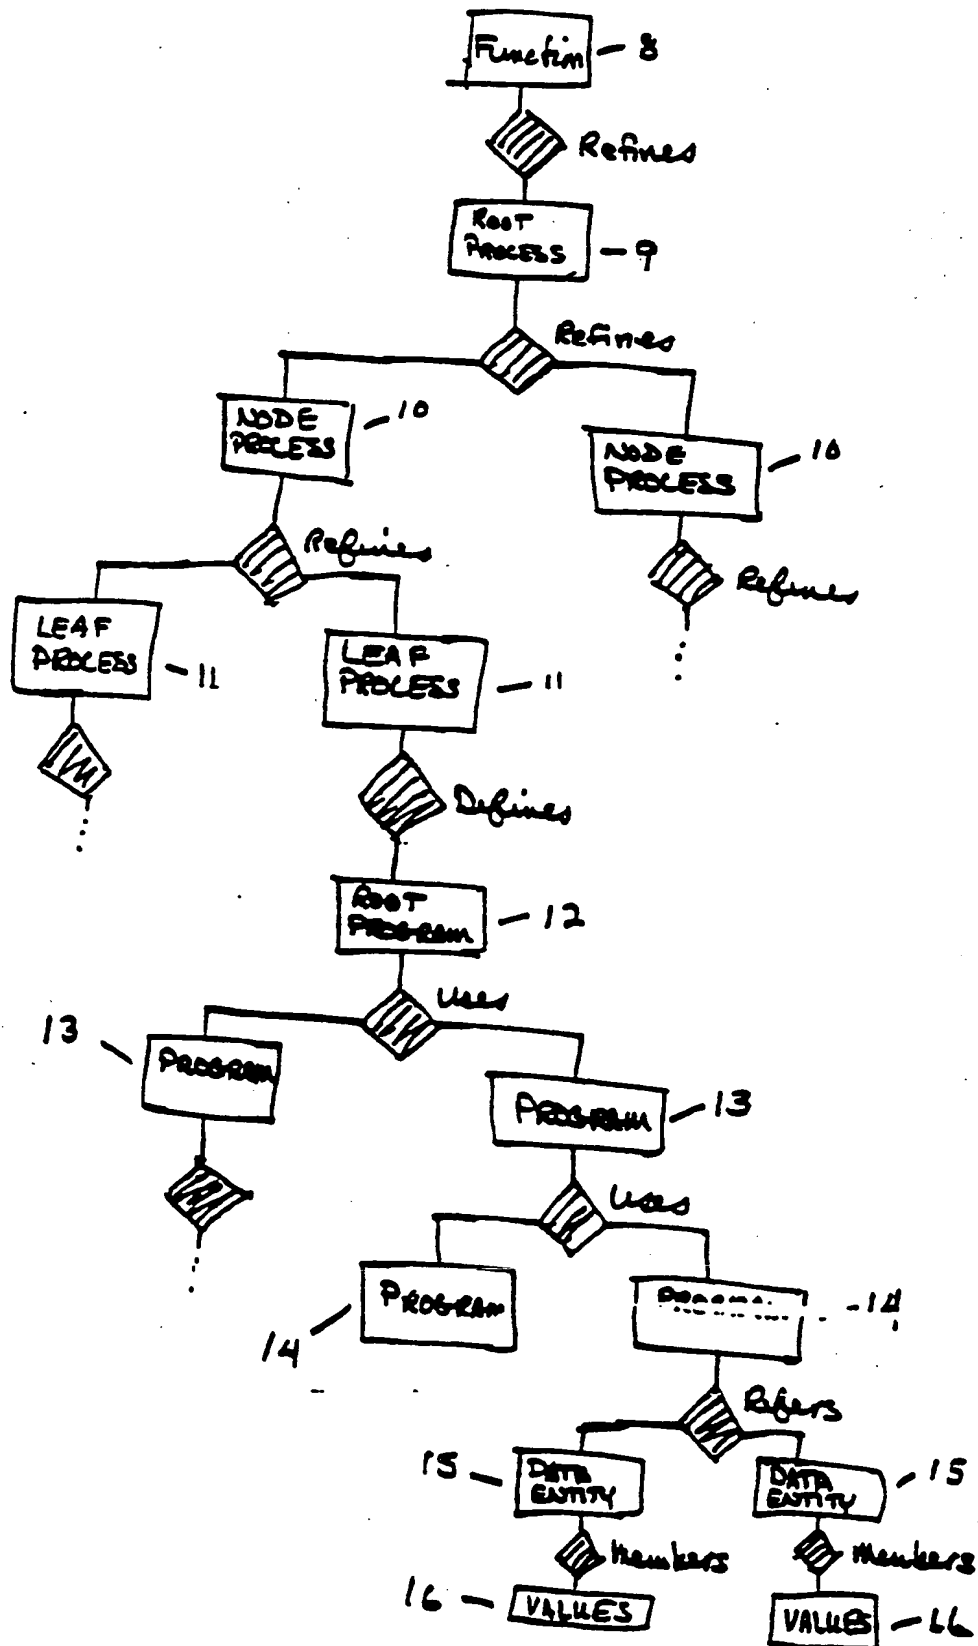 Function 8
Refines
ROOT
PROCESS 9
Refines
NODE
PROCESS 10
NODE
PROCESS 10
Refines
Refines
LEAF
PROCESS 11
LEAF
PROCESS 11
Defines
ROOT
PROGRAM 12
Uses
13 PROGRAM
PROGRAM 13
Uses
PROGRAM
14
14
Refers
15 DATA
ENTITY
DATA
ENTITY 15
Members
Members
16 VALUES
VALUES 16